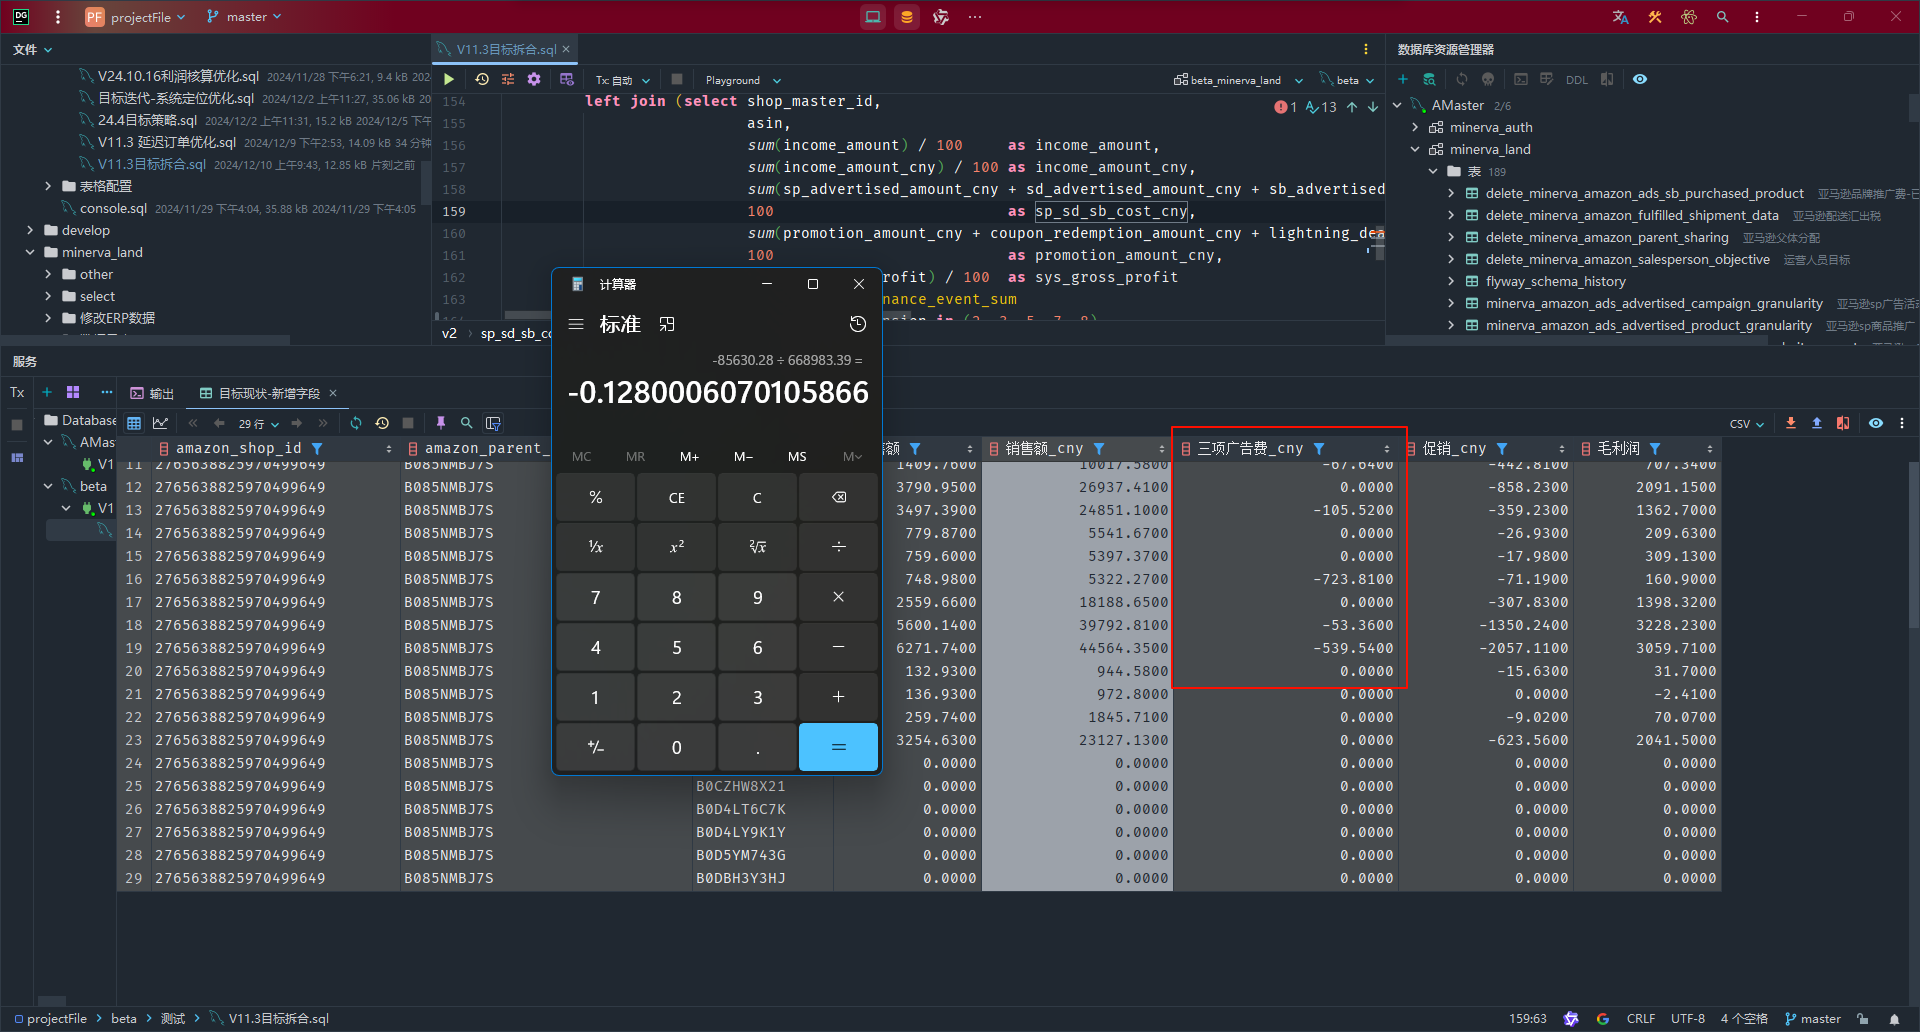 DG
PF projectFile master
文件
V11.3目标拆合.sql
数据库资源管理器
V24.10.16利润核算优化.sql 2024/11/28 下午6:21, 9.4 kB 202
目标迭代-系统定位优化.sql 2024/12/2 上午11:27, 35.06 kB 20
24.4目标策略.sql 2024/12/2 上午11:31, 15.2 kB 2024/12/5 下午
V11.3 延迟订单优化.sql 2024/12/9 下午2:53, 14.09 kB 34 分钟
V11.3目标拆合.sql 2024/12/10 上午9:43, 12.85 kB 片刻之前
表格配置
console.sql 2024/11/29 下午4:04, 35.88 kB 2024/11/29 下午4:05
develop
minerva_land
other
select
修改ERP数据
Tx: 自动 Playground beta_minerva_land beta
1 13
154 left join (select shop_master_id,
155 asin,
156 sum(income_amount) / 100 as income_amount,
157 sum(income_amount_cny) / 100 as income_amount_cny,
158 sum(sp_advertised_amount_cny + sd_advertised_amount_cny + sb_advertised
159 100 as sp_sd_sb_cost_cny,
160 sum(promotion_amount_cny + coupon_redemption_amount_cny + lightning_dea
161 100 as promotion_amount_cny,
162 rofit) / 100 as sys_gross_profit
163 nance_event_sum
v2 sp_sd_sb_co
DDL
AMaster 2/6
minerva_auth
minerva_land
表 189
delete_minerva_amazon_ads_sb_purchased_product 亚马逊品牌推广费-已
delete_minerva_amazon_fulfilled_shipment_data 亚马逊配送汇出税
delete_minerva_amazon_parent_sharing 亚马逊父体分配
delete_minerva_amazon_salesperson_objective 运营人员目标
flyway_schema_history
minerva_amazon_ads_advertised_campaign_granularity 亚马逊sp广告活动
minerva_amazon_ads_advertised_product_granularity 亚马逊sp商品推广
计算器
标准
-85630.28 ÷ 668983.39 =
-0.1280006070105866
MC MR M+ M− MS M
% CE C
¹/x x² ²√x ÷
7 8 9 ×
4 5 6 −
1 2 3 +
+/− 0 . =
服务
Tx
输出 目标现状-新增字段
Database
AMas
V1
beta
V1
29 行
CSV
amazon_shop_id amazon_parent_ 额 销售额_cny 三项广告费_cny 促销_cny 毛利润
11 2765638825970499649 B085NMBJ7S 1409.7600 10017.5800 -67.6400 -442.8100 707.3400
12 2765638825970499649 B085NMBJ7S 3790.9500 26937.4100 0.0000 -858.2300 2091.1500
13 2765638825970499649 B085NMBJ7S 3497.3900 24851.1000 -105.5200 -359.2300 1362.7000
14 2765638825970499649 B085NMBJ7S 779.8700 5541.6700 0.0000 -26.9300 209.6300
15 2765638825970499649 B085NMBJ7S 759.6000 5397.3700 0.0000 -17.9800 309.1300
16 2765638825970499649 B085NMBJ7S 748.9800 5322.2700 -723.8100 -71.1900 160.9000
17 2765638825970499649 B085NMBJ7S 2559.6600 18188.6500 0.0000 -307.8300 1398.3200
18 2765638825970499649 B085NMBJ7S 5600.1400 39792.8100 -53.3600 -1350.2400 3228.2300
19 2765638825970499649 B085NMBJ7S 6271.7400 44564.3500 -539.5400 -2057.1100 3059.7100
20 2765638825970499649 B085NMBJ7S 132.9300 944.5800 0.0000 -15.6300 31.7000
21 2765638825970499649 B085NMBJ7S 136.9300 972.8000 0.0000 0.0000 -2.4100
22 2765638825970499649 B085NMBJ7S 259.7400 1845.7100 0.0000 -9.0200 70.0700
23 2765638825970499649 B085NMBJ7S 3254.6300 23127.1300 0.0000 -623.5600 2041.5000
24 2765638825970499649 B085NMBJ7S 0.0000 0.0000 0.0000 0.0000 0.0000
25 2765638825970499649 B085NMBJ7S B0CZHW8X21 0.0000 0.0000 0.0000 0.0000 0.0000
26 2765638825970499649 B085NMBJ7S B0D4LT6C7K 0.0000 0.0000 0.0000 0.0000 0.0000
27 2765638825970499649 B085NMBJ7S B0D4LY9K1Y 0.0000 0.0000 0.0000 0.0000 0.0000
28 2765638825970499649 B085NMBJ7S B0D5YM743G 0.0000 0.0000 0.0000 0.0000 0.0000
29 2765638825970499649 B085NMBJ7S B0DBH3Y3HJ 0.0000 0.0000 0.0000 0.0000 0.0000
projectFile beta 测试 V11.3目标拆合.sql
159:63 CRLF UTF-8 4 个空格 master